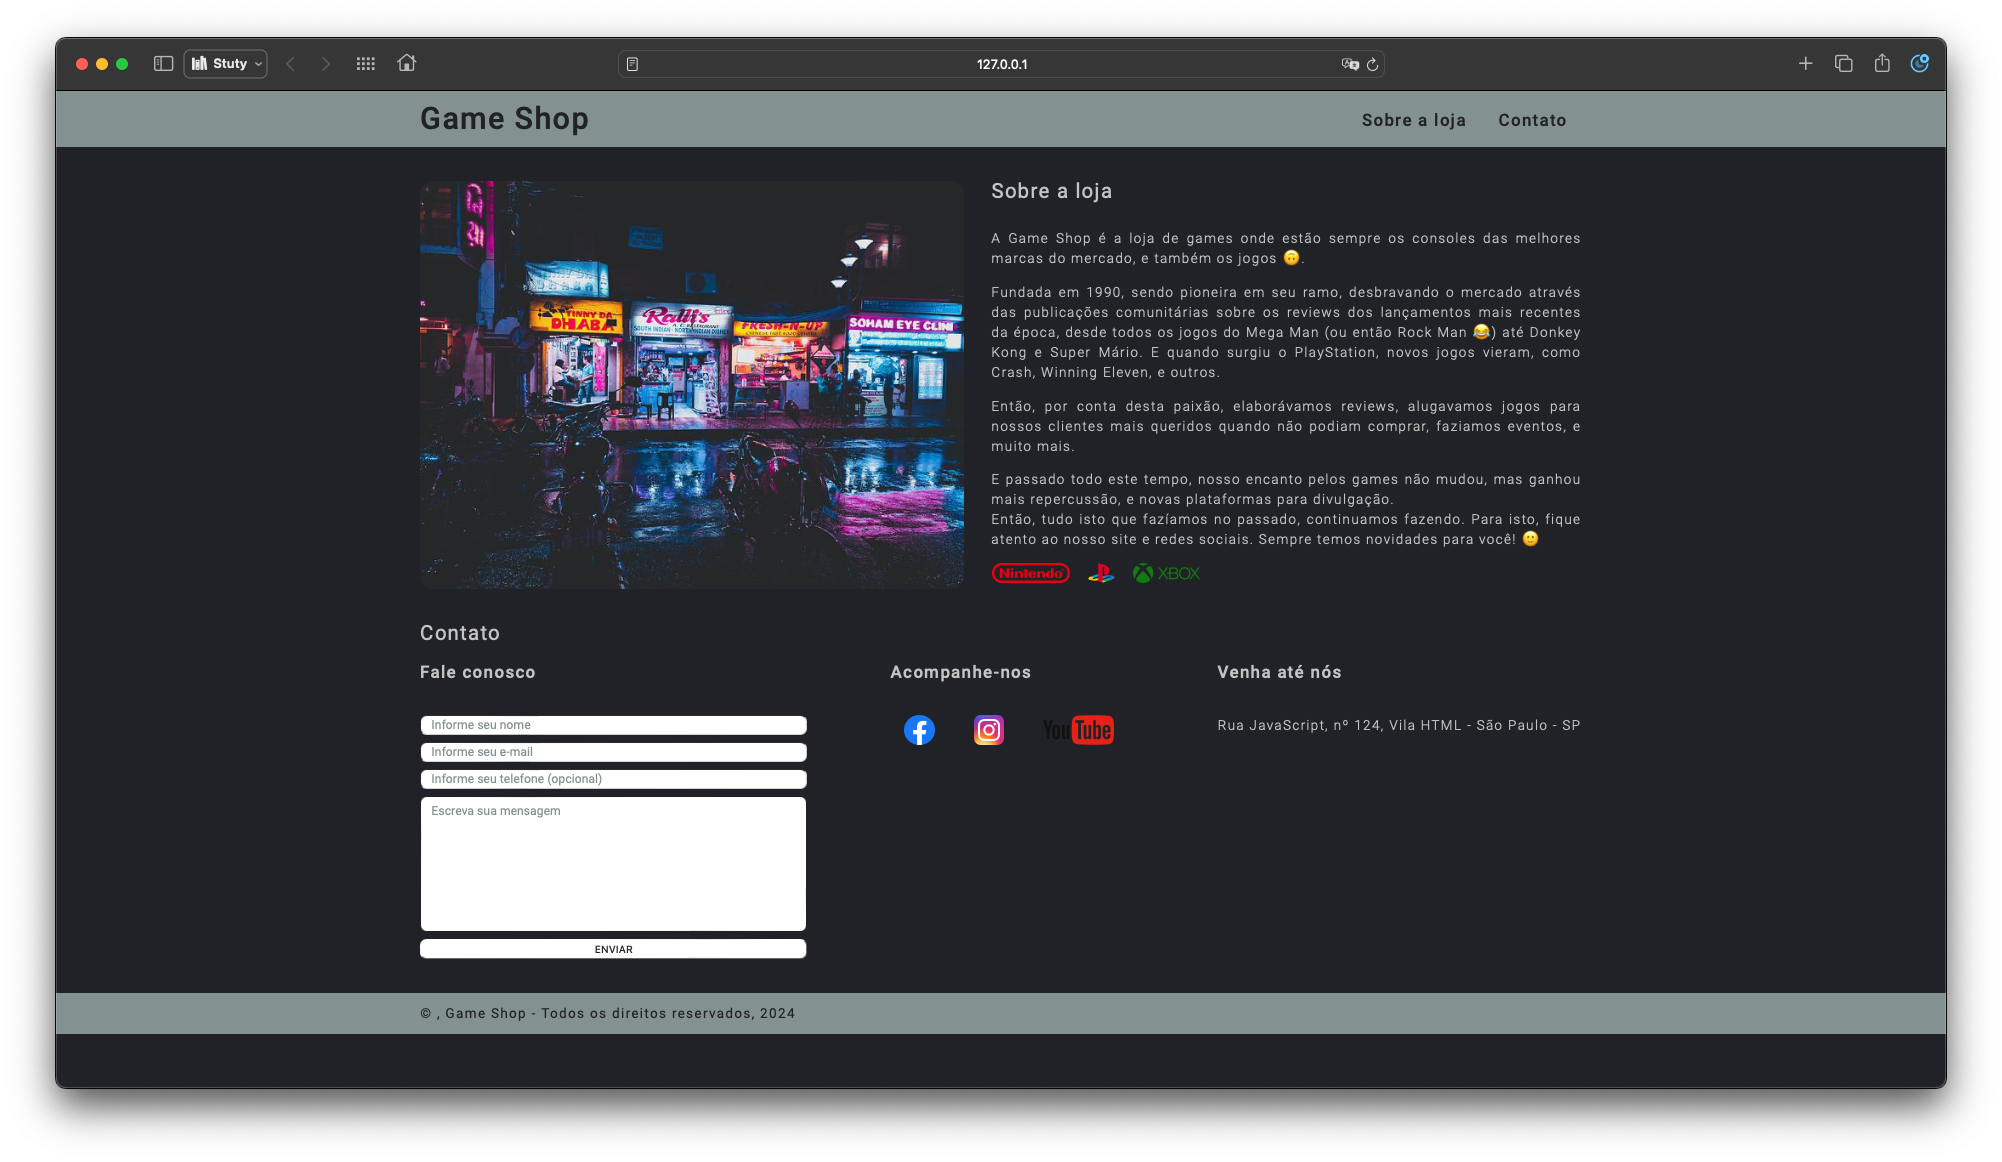 Stuty
127.0.0.1
Game Shop
Sobre a loja
Contato
TINNY DA
DHABA
Ralli's
SOUTH INDIAN · NORTH INDIAN DISHES
FRESH-N-UP
SOHAM EYE CLINI
Sobre a loja
A Game Shop é a loja de games onde estão sempre os consoles das melhores
marcas do mercado, e também os jogos 🙃.
Fundada em 1990, sendo pioneira em seu ramo, desbravando o mercado através
das publicações comunitárias sobre os reviews dos lançamentos mais recentes
da época, desde todos os jogos do Mega Man (ou então Rock Man 😂) até Donkey
Kong e Super Mário. E quando surgiu o PlayStation, novos jogos vieram, como
Crash, Winning Eleven, e outros.
Então, por conta desta paixão, elaborávamos reviews, alugavamos jogos para
nossos clientes mais queridos quando não podiam comprar, faziamos eventos, e
muito mais.
E passado todo este tempo, nosso encanto pelos games não mudou, mas ganhou
mais repercussão, e novas plataformas para divulgação.
Então, tudo isto que fazíamos no passado, continuamos fazendo. Para isto, fique
atento ao nosso site e redes sociais. Sempre temos novidades para você! 🙂
Nintendo
XBOX
Contato
Fale conosco
Informe seu nome
Informe seu e-mail
Informe seu telefone (opcional)
Escreva sua mensagem
ENVIAR
Acompanhe-nos
YouTube
Venha até nós
Rua JavaScript, nº 124, Vila HTML - São Paulo - SP
© , Game Shop - Todos os direitos reservados, 2024